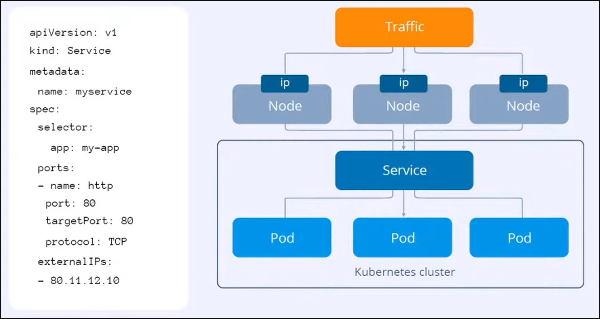 apiVersion: v1
kind: Service
metadata:
name: myservice
spec:
selector:
app: my-app
ports:
- name: http
port: 80
targetPort: 80
protocol: TCP
externalIPs:
- 80.11.12.10
Traffic
ip ip ip
Node Node Node
Service
Pod Pod Pod
Kubernetes cluster